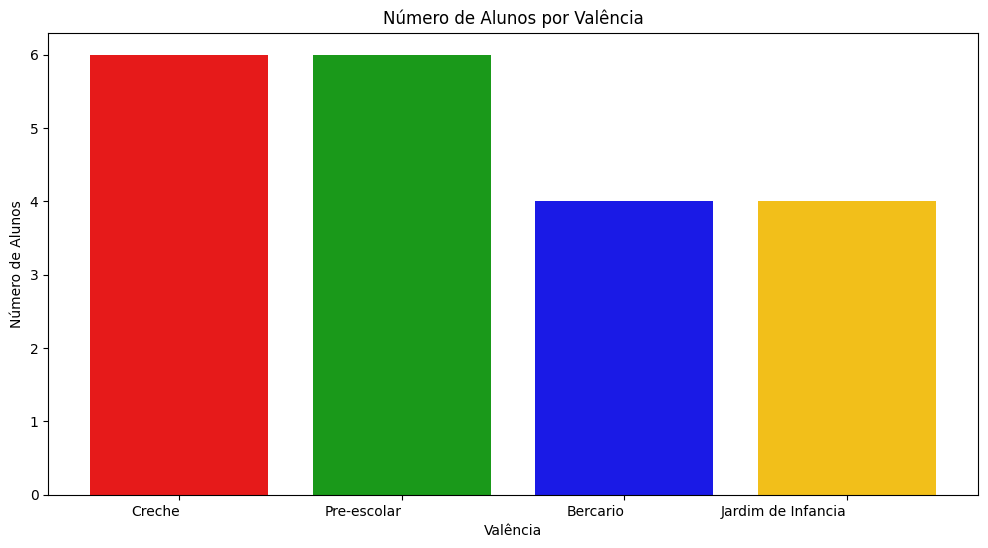 Número de Alunos por Valência
Número de Alunos
6
5
4
3
2
1
0
Creche Pre-escolar Bercario Jardim de Infancia
Valência